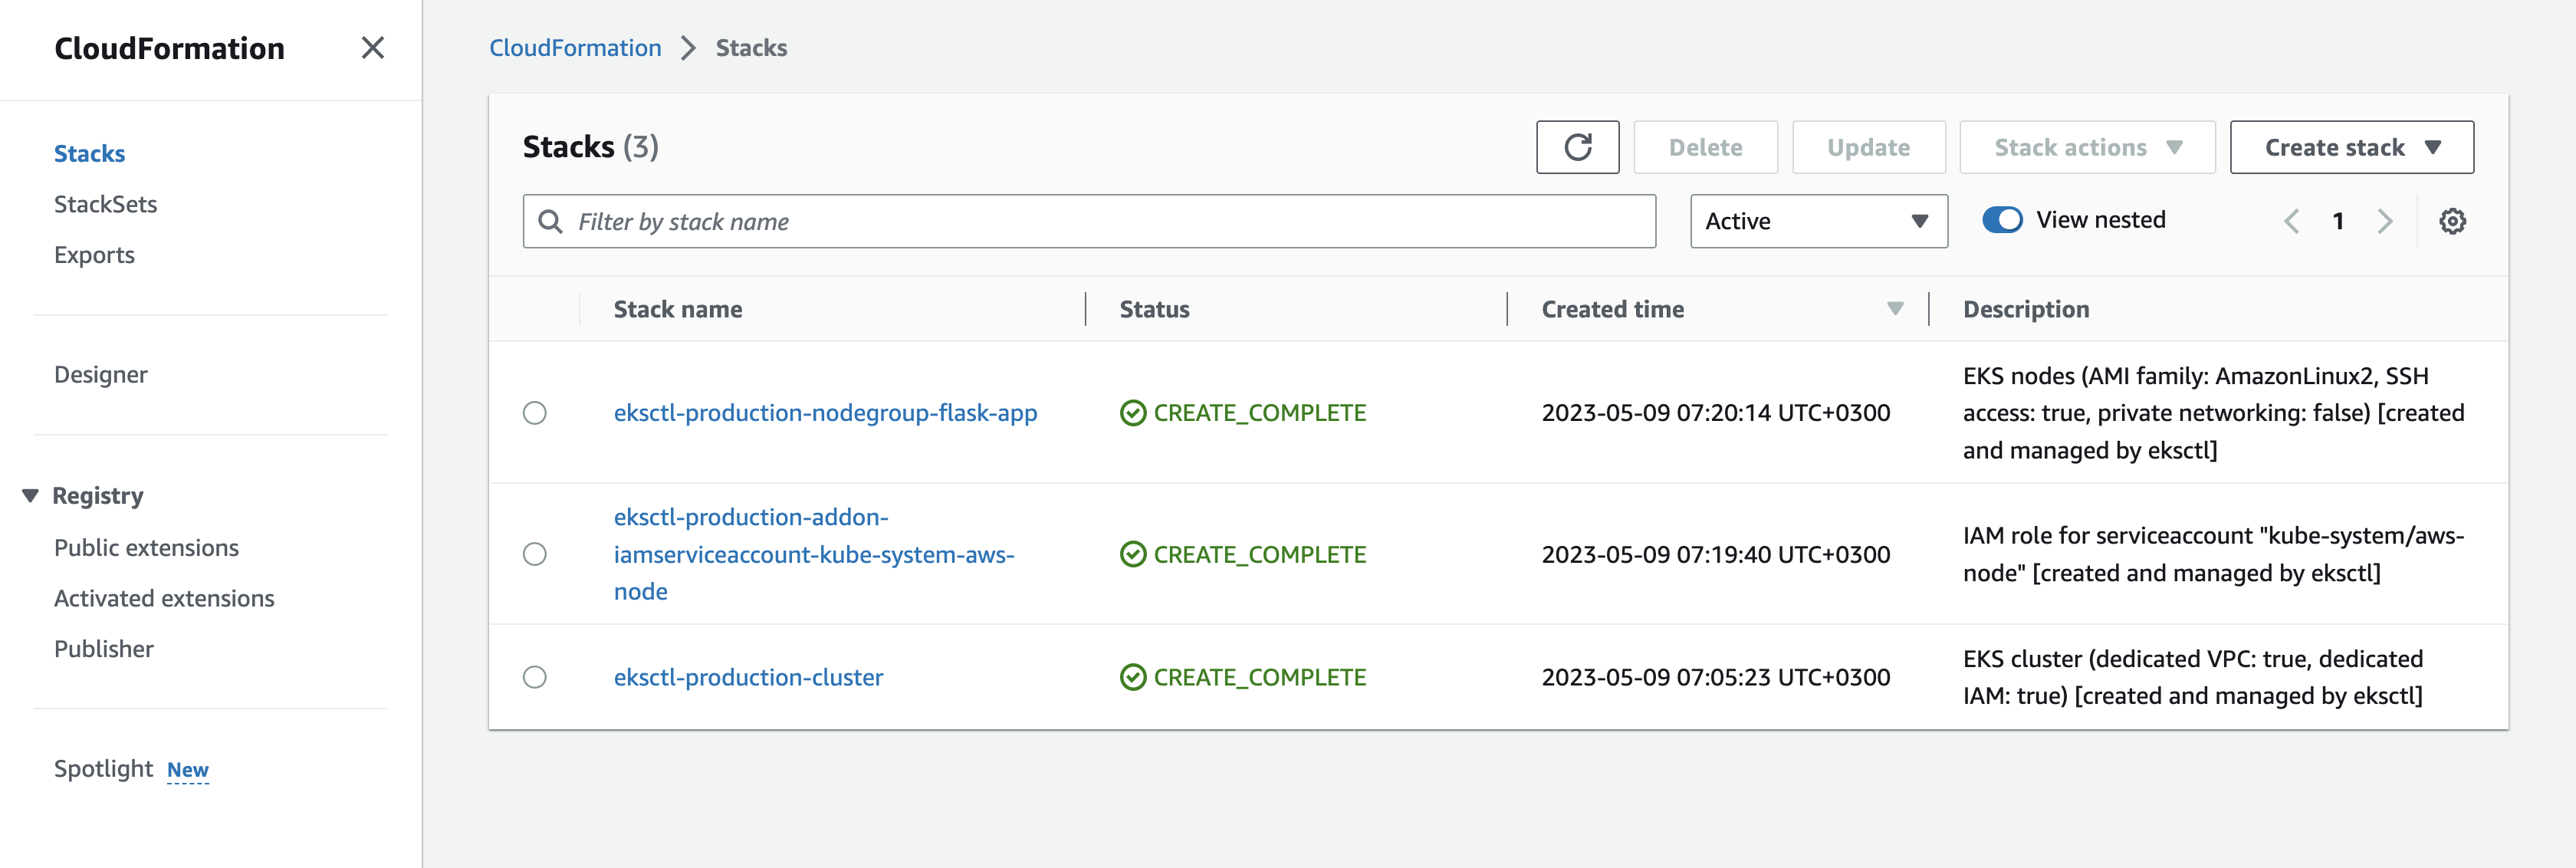 CloudFormation
Stacks
StackSets
Exports
Designer
Registry
Public extensions
Activated extensions
Publisher
Spotlight New
CloudFormation Stacks
Stacks (3)
Delete
Update
Stack actions
Create stack
Filter by stack name
Active
View nested
1
Stack name
Status
Created time
Description
eksctl-production-nodegroup-flask-app
CREATE_COMPLETE
2023-05-09 07:20:14 UTC+0300
EKS nodes (AMI family: AmazonLinux2, SSH
access: true, private networking: false) [created
and managed by eksctl]
eksctl-production-addon-
iamserviceaccount-kube-system-aws-
node
CREATE_COMPLETE
2023-05-09 07:19:40 UTC+0300
IAM role for serviceaccount "kube-system/aws-
node" [created and managed by eksctl]
eksctl-production-cluster
CREATE_COMPLETE
2023-05-09 07:05:23 UTC+0300
EKS cluster (dedicated VPC: true, dedicated
IAM: true) [created and managed by eksctl]